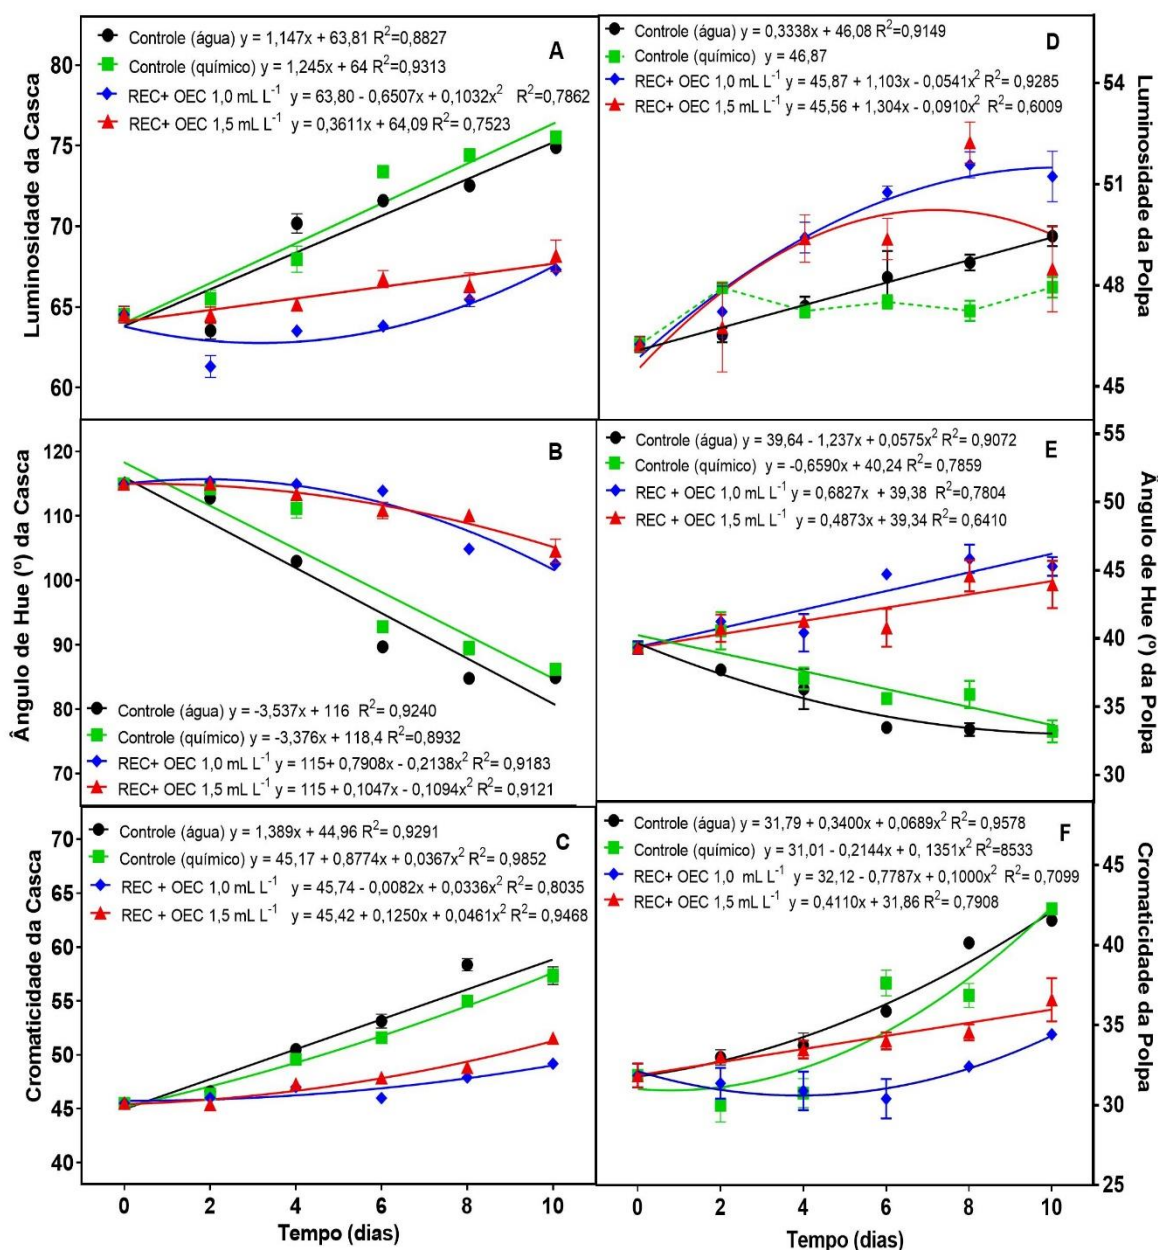 A
Controle (água) y = 1,147x + 63,81 R²=0,8827
Controle (químico) y = 1,245x + 64 R²=0,9313
REC+ OEC 1,0 mL L⁻¹ y = 63,80 - 0,6507x + 0,1032x² R²= 0,7862
REC+ OEC 1,5 mL L⁻¹ y = 0,3611x + 64,09 R²= 0,7523
Luminosidade da Casca
80
75
70
65
60
D
Controle (água) y = 0,3338x + 46,08 R²=0,9149
Controle (químico) y = 46,87
REC+ OEC 1,0 mL L⁻¹ y = 45,87 + 1,103x - 0,0541x² R²= 0,9285
REC+ OEC 1,5 mL L⁻¹ y = 45,56 + 1.304x - 0,0910x² R²= 0,6009
Luminosidade da Polpa
54
51
48
46
B
Ângulo de Hue (º) da Casca
120
110
100
90
80
70
Controle (água) y = -3,537x + 116 R²= 0,9240
Controle (químico) y = -3,376x + 118,4 R²=0,8932
REC+ OEC 1,0 mL L⁻¹ y = 115+ 0,7908x - 0,2138x² R²= 0,9183
REC+ OEC 1,5 mL L⁻¹ y = 115 + 0,1047x - 0,1094x² R²= 0,9121
E
Controle (água) y = 39,64 - 1,237x + 0,0575x² R²= 0,9072
Controle (químico) y = -0,6590x + 40,24 R²= 0,7859
REC + OEC 1,0 mL L⁻¹ y = 0,6827x + 39,38 R²= 0,7804
REC + OEC 1,5 mL L⁻¹ y = 0,4873x + 39,34 R²= 0,6410
Ângulo de Hue (º) da Polpa
55
50
45
40
35
30
C
Controle (água) y = 1,389x + 44,96 R²= 0,9291
Controle (químico) y = 45,17 + 0,8774x + 0,0367x² R²= 0,9852
REC + OEC 1,0 mL L⁻¹ y = 45,74 - 0,0082x + 0,0336x² R²= 0,8035
REC + OEC 1,5 mL L⁻¹ y = 45,42 + 0,1250x + 0,0461x² R²= 0,9468
Cromaticidade da Casca
70
65
60
55
50
45
40
0 2 4 6 8 10
Tempo (dias)
F
Controle (água) y = 31,79 + 0,3400x + 0,0689x² R²= 0,9578
Controle (químico) y = 31,01 - 0,2144x + 0, 1351x² R²=8533
REC+ OEC 1,0 mL L⁻¹ y = 32,12 - 0,7787x + 0,1000x² R²= 0,7099
REC+ OEC 1,5 mL L⁻¹ y = 0,4110x + 31,86 R²= 0,7908
Cromaticidade da Polpa
45
40
35
30
25
0 2 4 6 8 10
Tempo (dias)